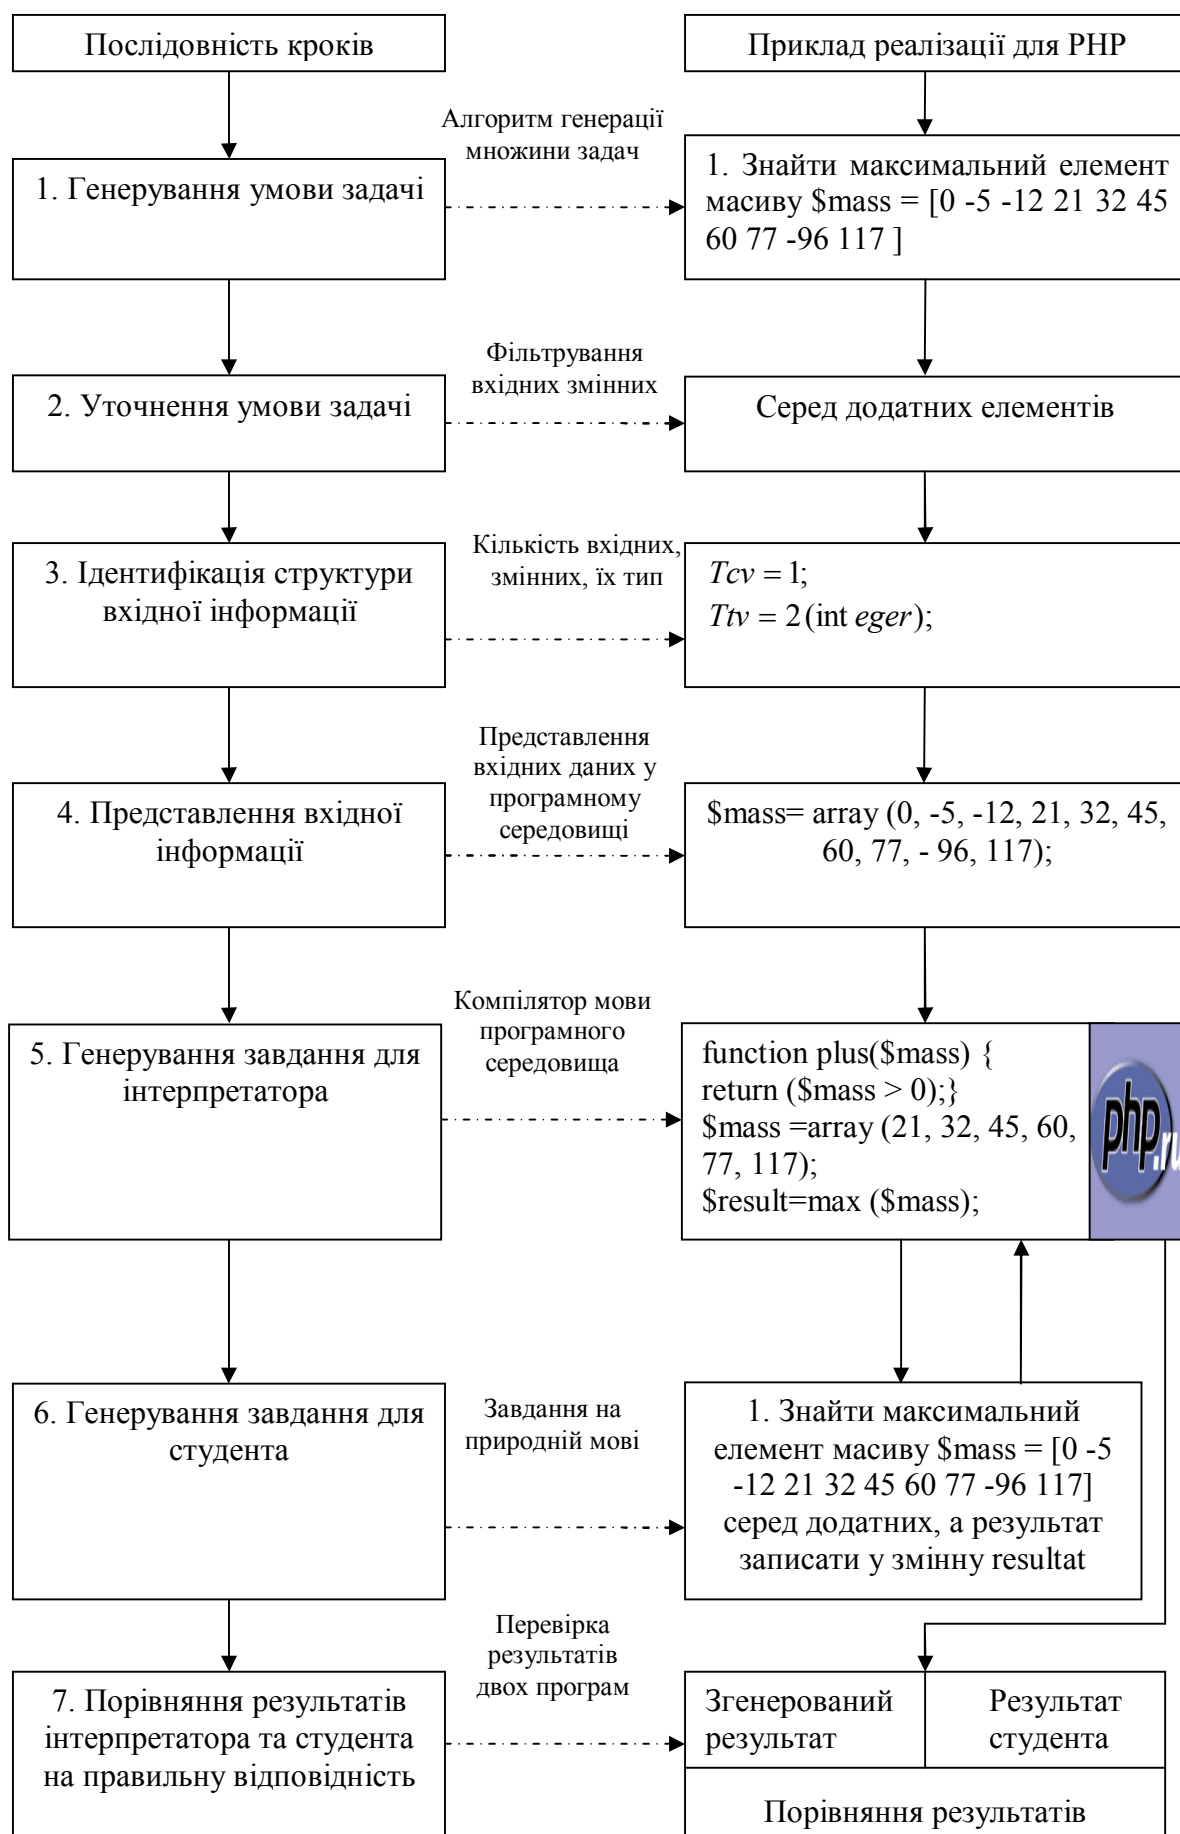 Послідовність кроків
Приклад реалізації для PHP
Алгоритм генерації
множини задач
1. Генерування умови задачі
1. Знайти максимальний елемент
масиву $mass = [0 -5 -12 21 32 45
60 77 -96 117 ]
Фільтрування
вхідних змінних
2. Уточнення умови задачі
Серед додатних елементів
Кількість вхідних,
змінних, їх тип
3. Ідентифікація структури
вхідної інформації
Tcv = 1;
Ttv = 2 (int eger);
Представлення
вхідних даних у
програмному
середовищі
4. Представлення вхідної
інформації
$mass= array (0, -5, -12, 21, 32, 45,
60, 77, - 96, 117);
Компілятор мови
програмного
середовища
5. Генерування завдання для
інтерпретатора
function plus($mass) {
return ($mass > 0);}
$mass =array (21, 32, 45, 60,
77, 117);
$result=max ($mass);
php.ru
6. Генерування завдання для
студента
Завдання на
природній мові
1. Знайти максимальний
елемент масиву $mass = [0 -5
-12 21 32 45 60 77 -96 117]
серед додатних, а результат
записати у змінну resultat
Перевірка
результатів
двох програм
7. Порівняння результатів
інтерпретатора та студента
на правильну відповідність
Згенерований
результат
Результат
студента
Порівняння результатів